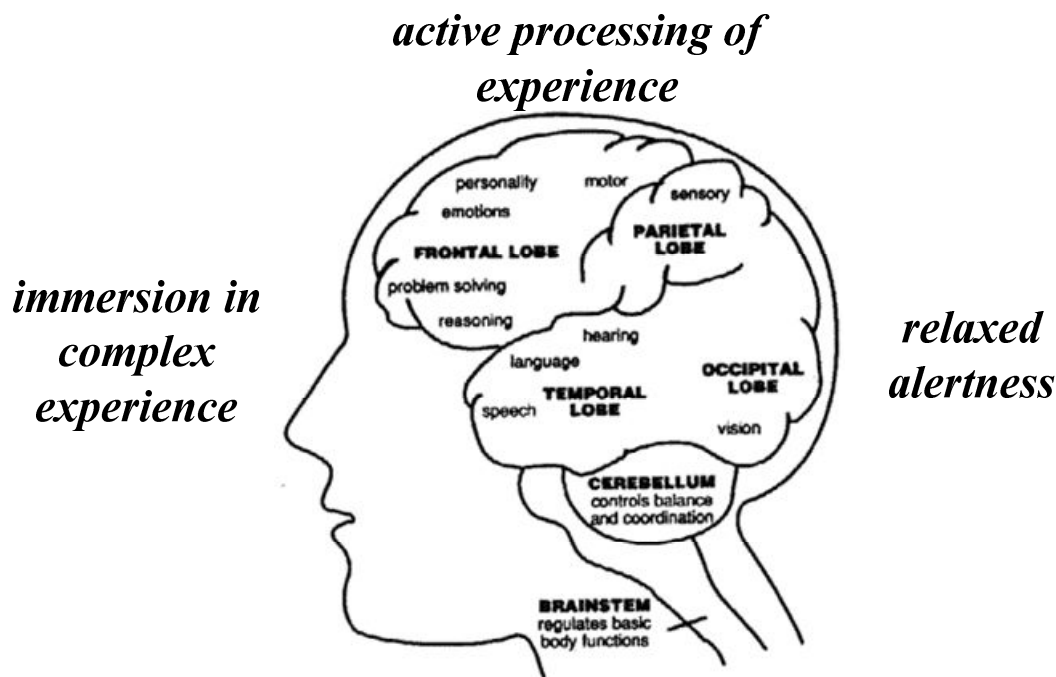 active processing of
experience
personality
motor
sensory
emotions
PARIETAL
LOBE
FRONTAL LOBE
problem solving
reasoning
hearing
language
OCCIPITAL
LOBE
TEMPORAL
LOBE
speech
vision
CEREBELLUM
controls balance
and coordination
BRAINSTEM
regulates basic
body functions
immersion in
complex
experience
relaxed
alertness